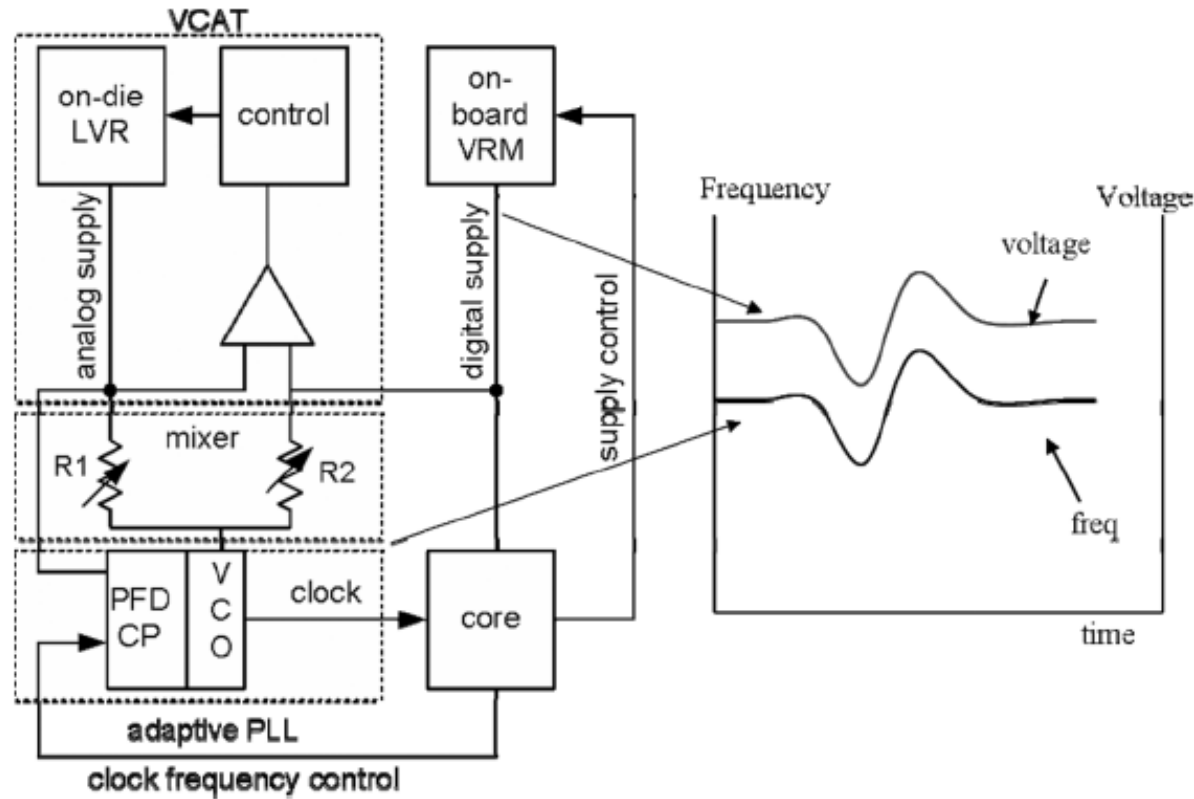 VCAT
on-die
LVR
control
on-
board
VRM
analog supply
digital supply
supply control
mixer
R1
R2
PFD
CP
V
C
O
clock
core
adaptive PLL
clock frequency control
Frequency
Voltage
voltage
freq
time